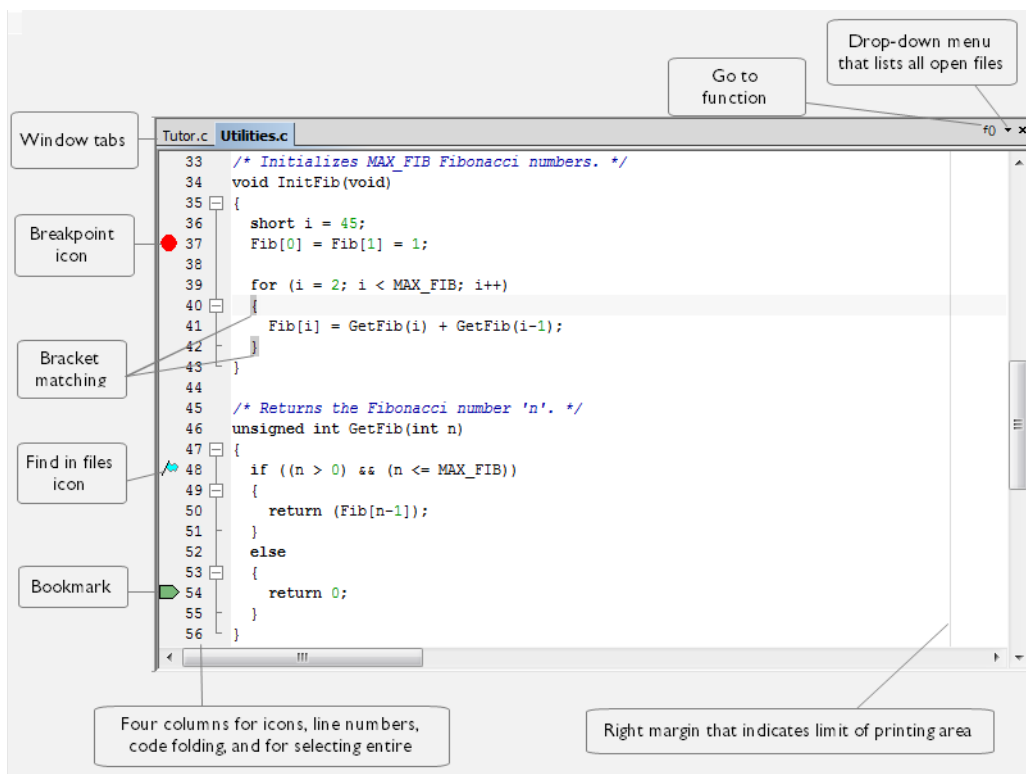 Drop-down menu
that lists all open files
Go to
function
Window tabs
Tutor.c Utilities.c
f()
33 /* Initializes MAX_FIB Fibonacci numbers. */
34 void InitFib(void)
35 {
36 short i = 45;
Breakpoint
icon
37 Fib[0] = Fib[1] = 1;
38
39 for (i = 2; i < MAX_FIB; i++)
40 {
41 Fib[i] = GetFib(i) + GetFib(i-1);
42 }
Bracket
matching
43 }
44
45 /* Returns the Fibonacci number 'n'. */
46 unsigned int GetFib(int n)
47 {
Find in files
icon
48 if ((n > 0) && (n <= MAX_FIB))
49 {
50 return (Fib[n-1]);
51 }
52 else
53 {
Bookmark
54 return 0;
55 }
56 }
Four columns for icons, line numbers,
code folding, and for selecting entire
Right margin that indicates limit of printing area